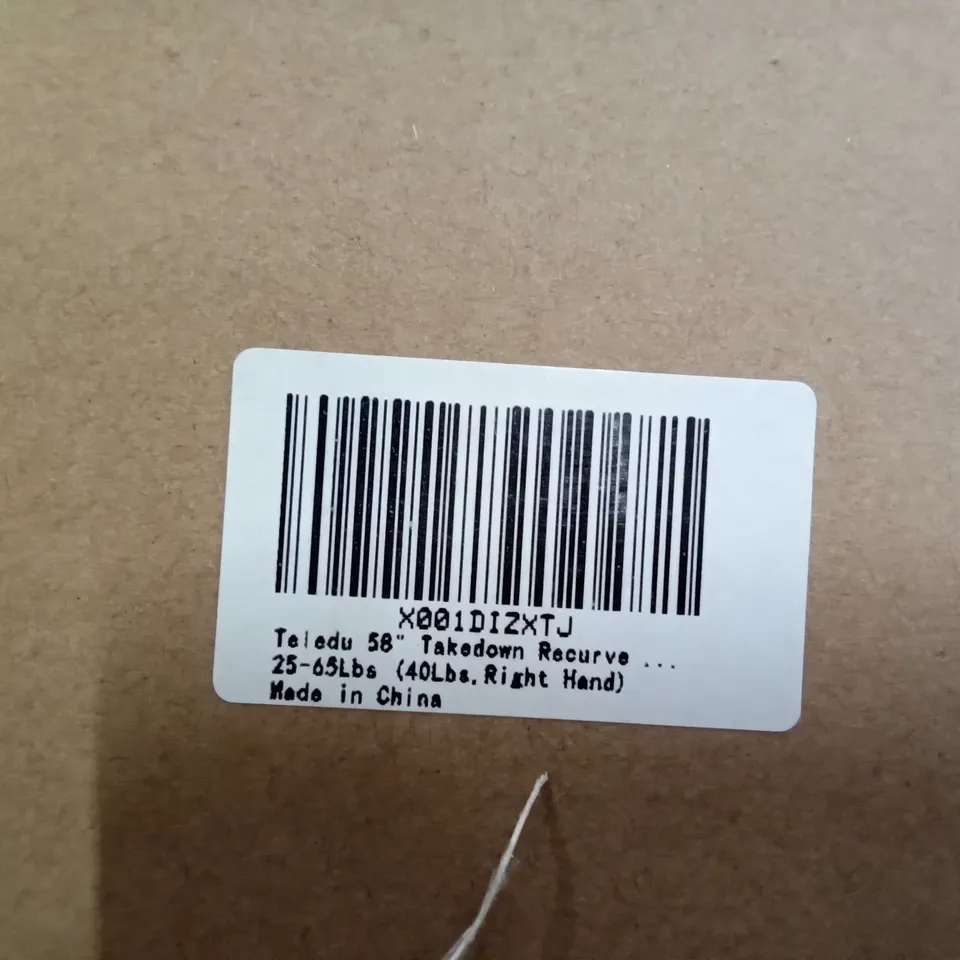 X001DIZXTJ
Teledu 58" Takedown Recurve ...
25-65Lbs (40Lbs,Right Hand)
Made in China